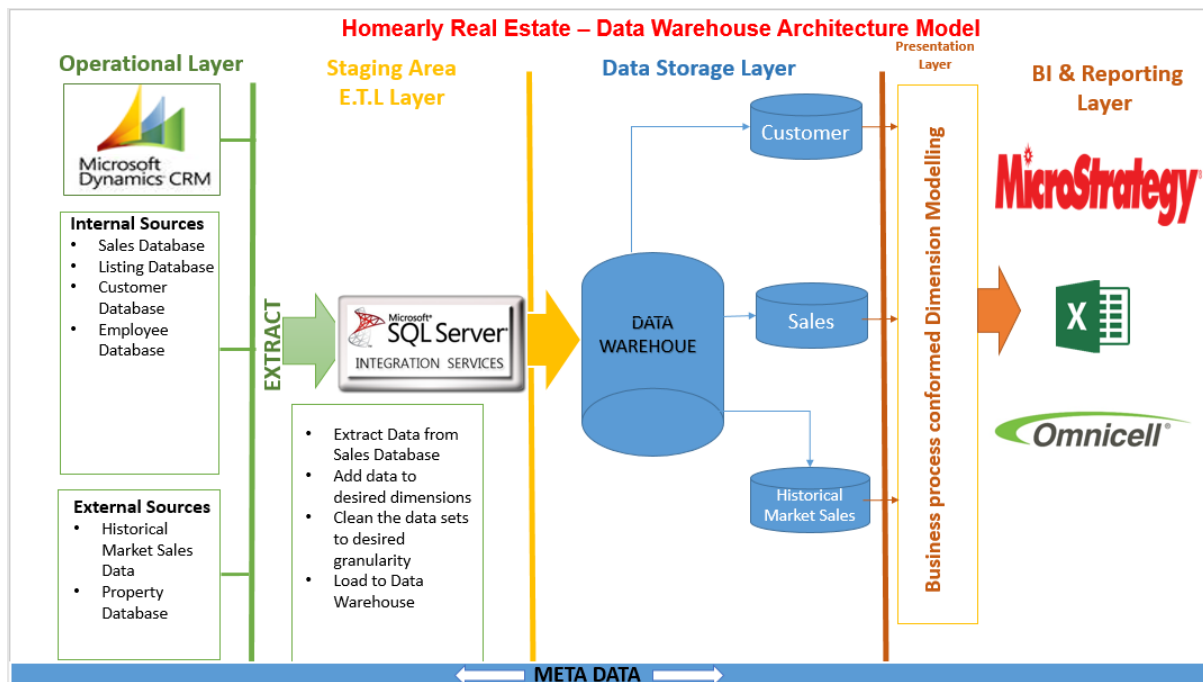 Homearly Real Estate – Data Warehouse Architecture Model
Operational Layer
Microsoft
Dynamics CRM
Internal Sources
• Sales Database
• Listing Database
• Customer
Database
• Employee
Database
External Sources
• Historical
Market Sales
Data
• Property
Database
EXTRACT
Staging Area
E.T.L Layer
Microsoft®
SQL Server®
INTEGRATION SERVICES
• Extract Data from
Sales Database
• Add data to
desired dimensions
• Clean the data sets
to desired
granularity
• Load to Data
Warehouse
Data Storage Layer
DATA
WAREHOUE
Customer
Sales
Historical
Market Sales
Presentation
Layer
Business process conformed Dimension Modelling
BI & Reporting
Layer
MicroStrategy®
X
Omnicell®
META DATA